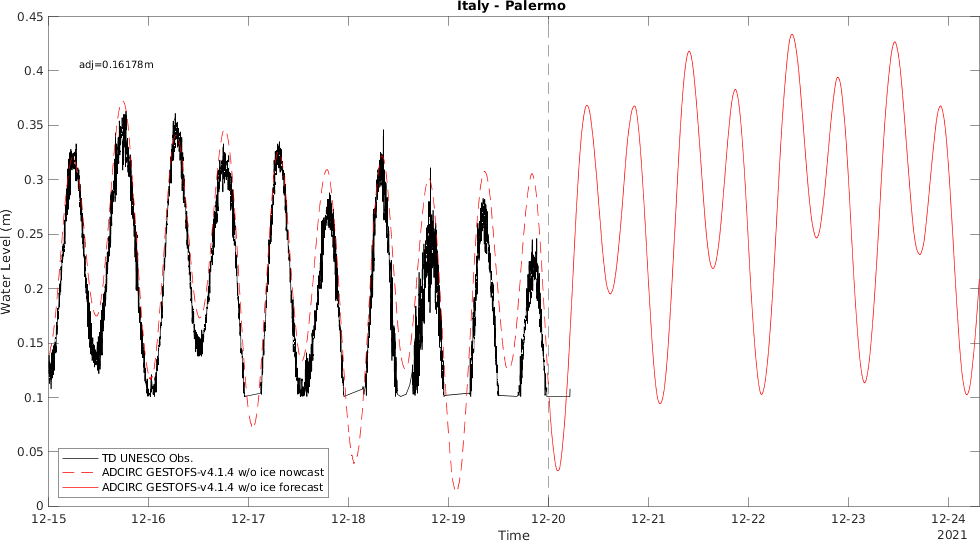 Italy - Palermo
adj=0.16178m
Water Level (m)
0.45
0.4
0.35
0.3
0.25
0.2
0.15
0.1
0.05
0
TD UNESCO Obs.
ADCIRC GESTOFS-v4.1.4 w/o ice nowcast
ADCIRC GESTOFS-v4.1.4 w/o ice forecast
12-15 12-16 12-17 12-18 12-19 12-20 12-21 12-22 12-23 12-24
Time
2021